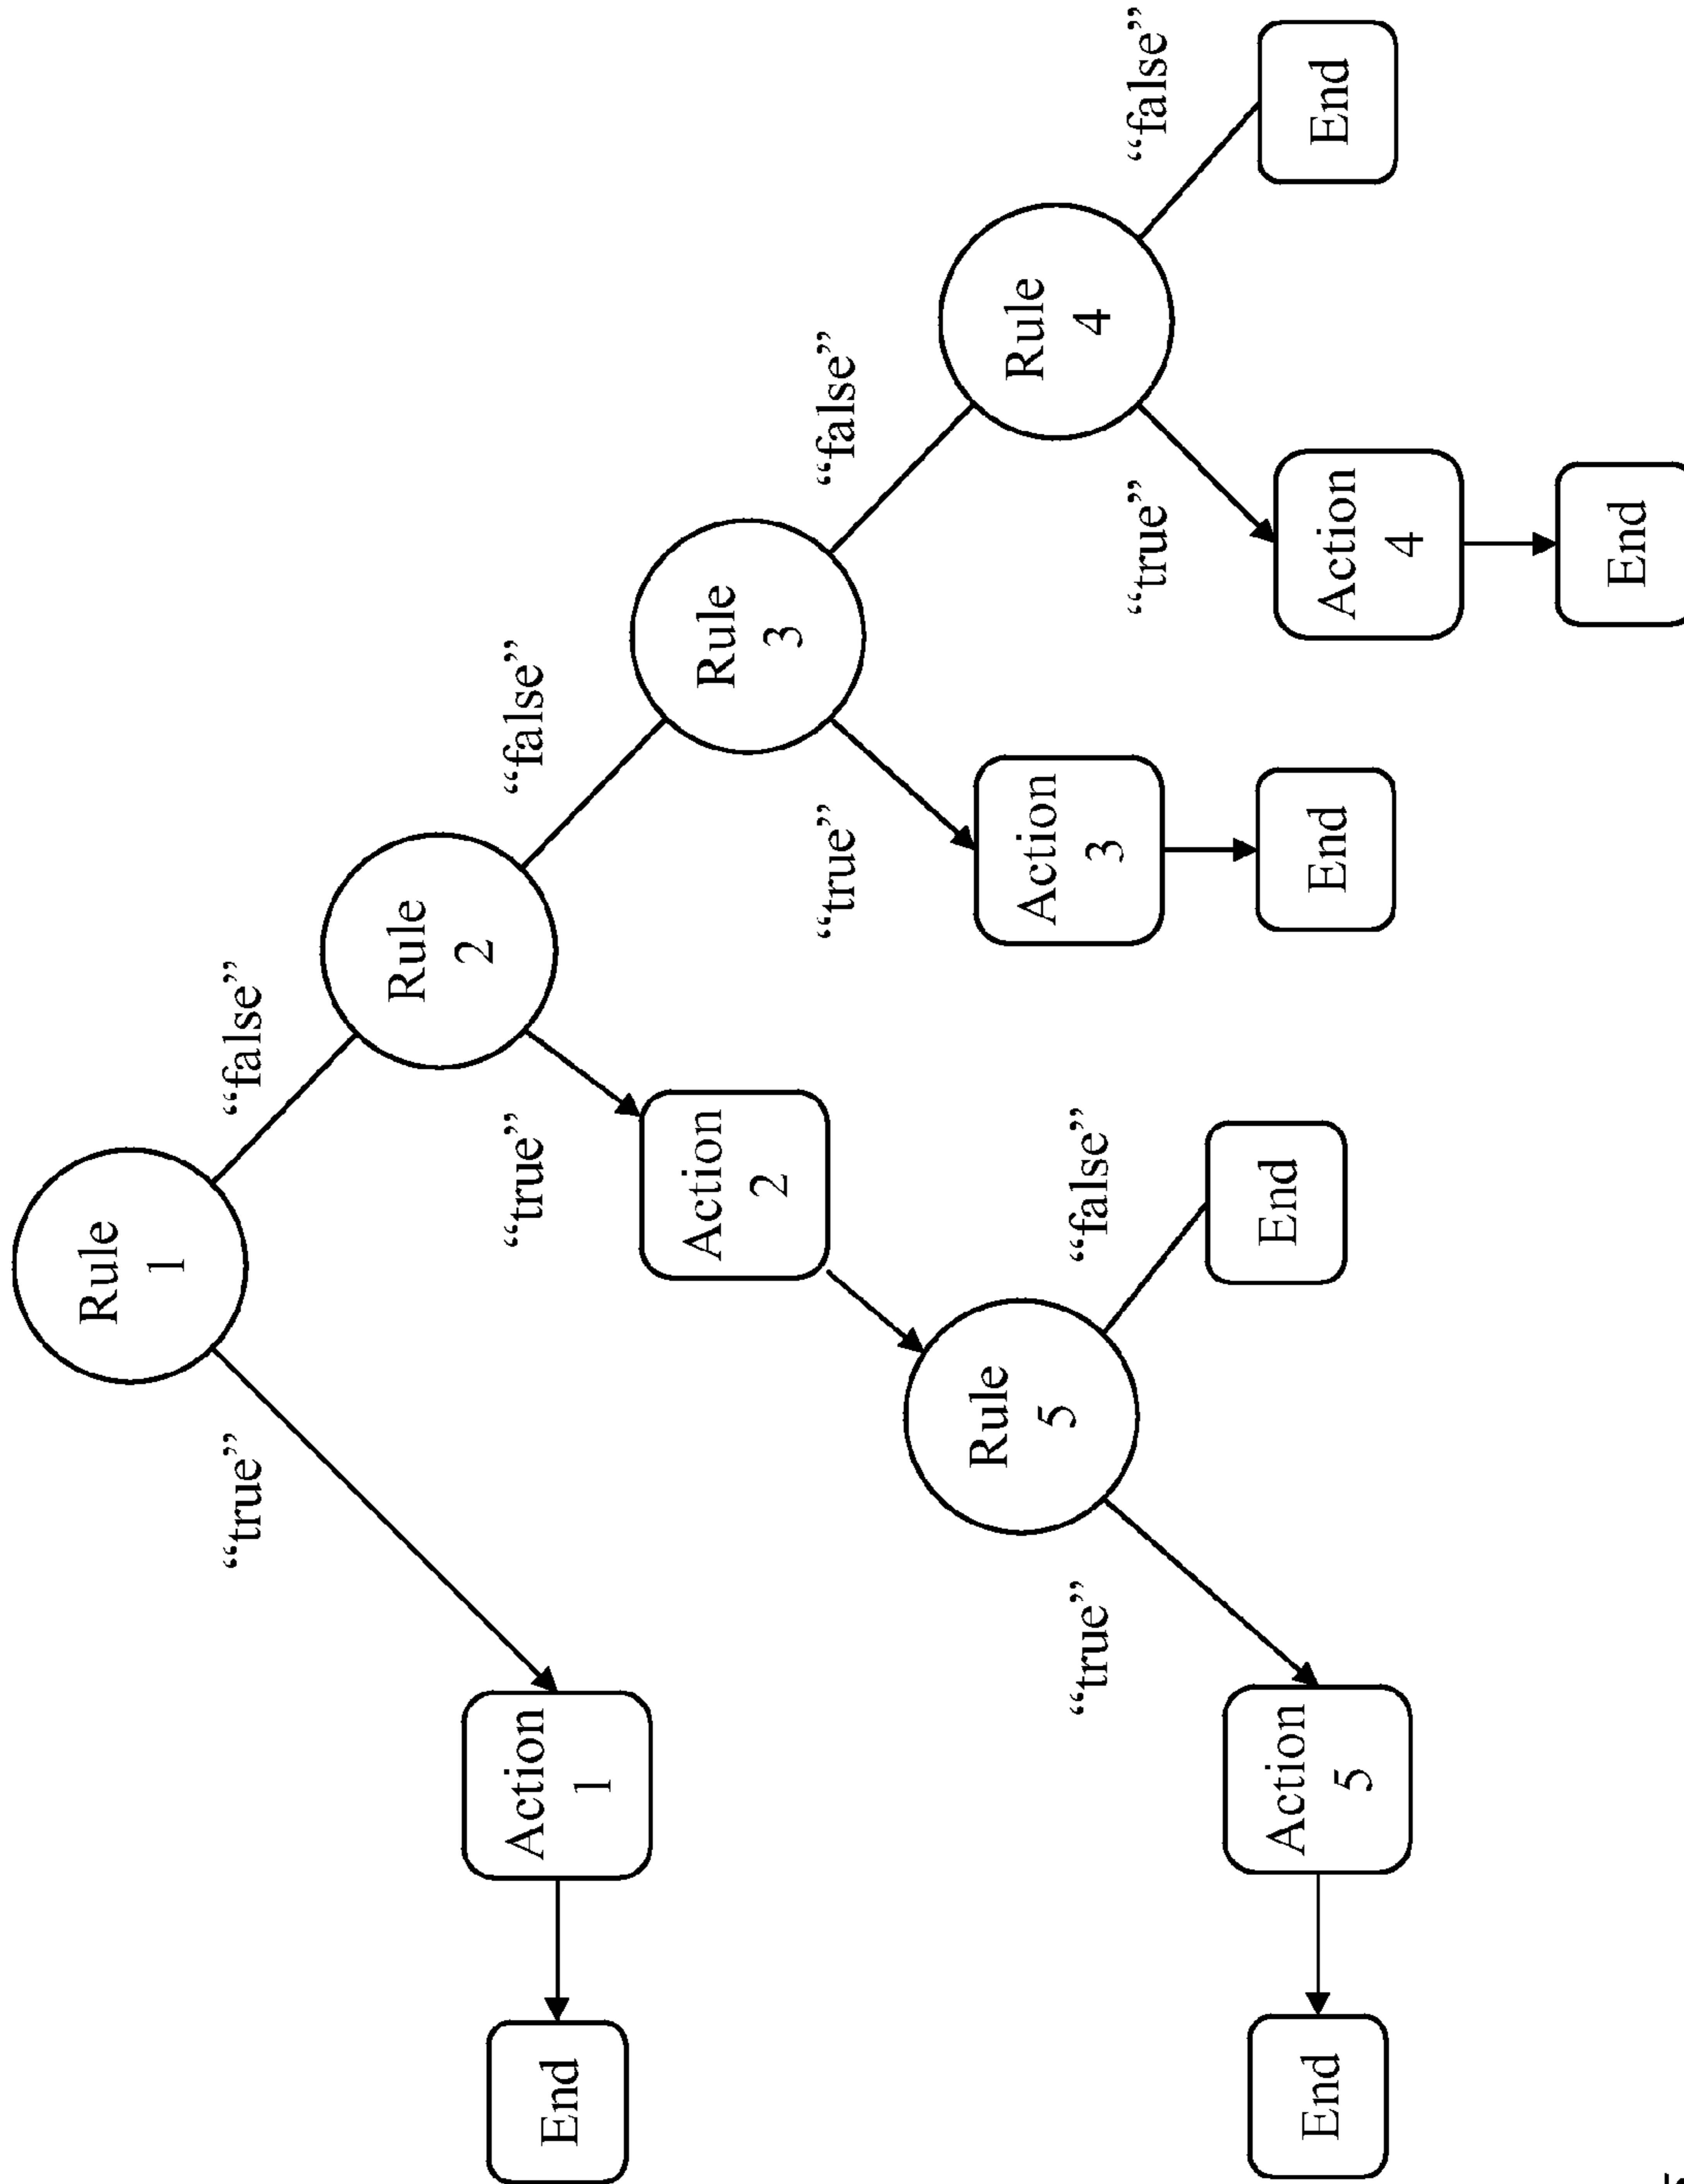 Rule
1
“true”
“false”
Rule
2
“true”
“false”
End
Action
1
Action
2
Rule
3
“true”
“false”
Rule
5
Action
3
Rule
4
“true”
“false”
“true”
“false”
End
Action
5
End
End
Action
4
End
End